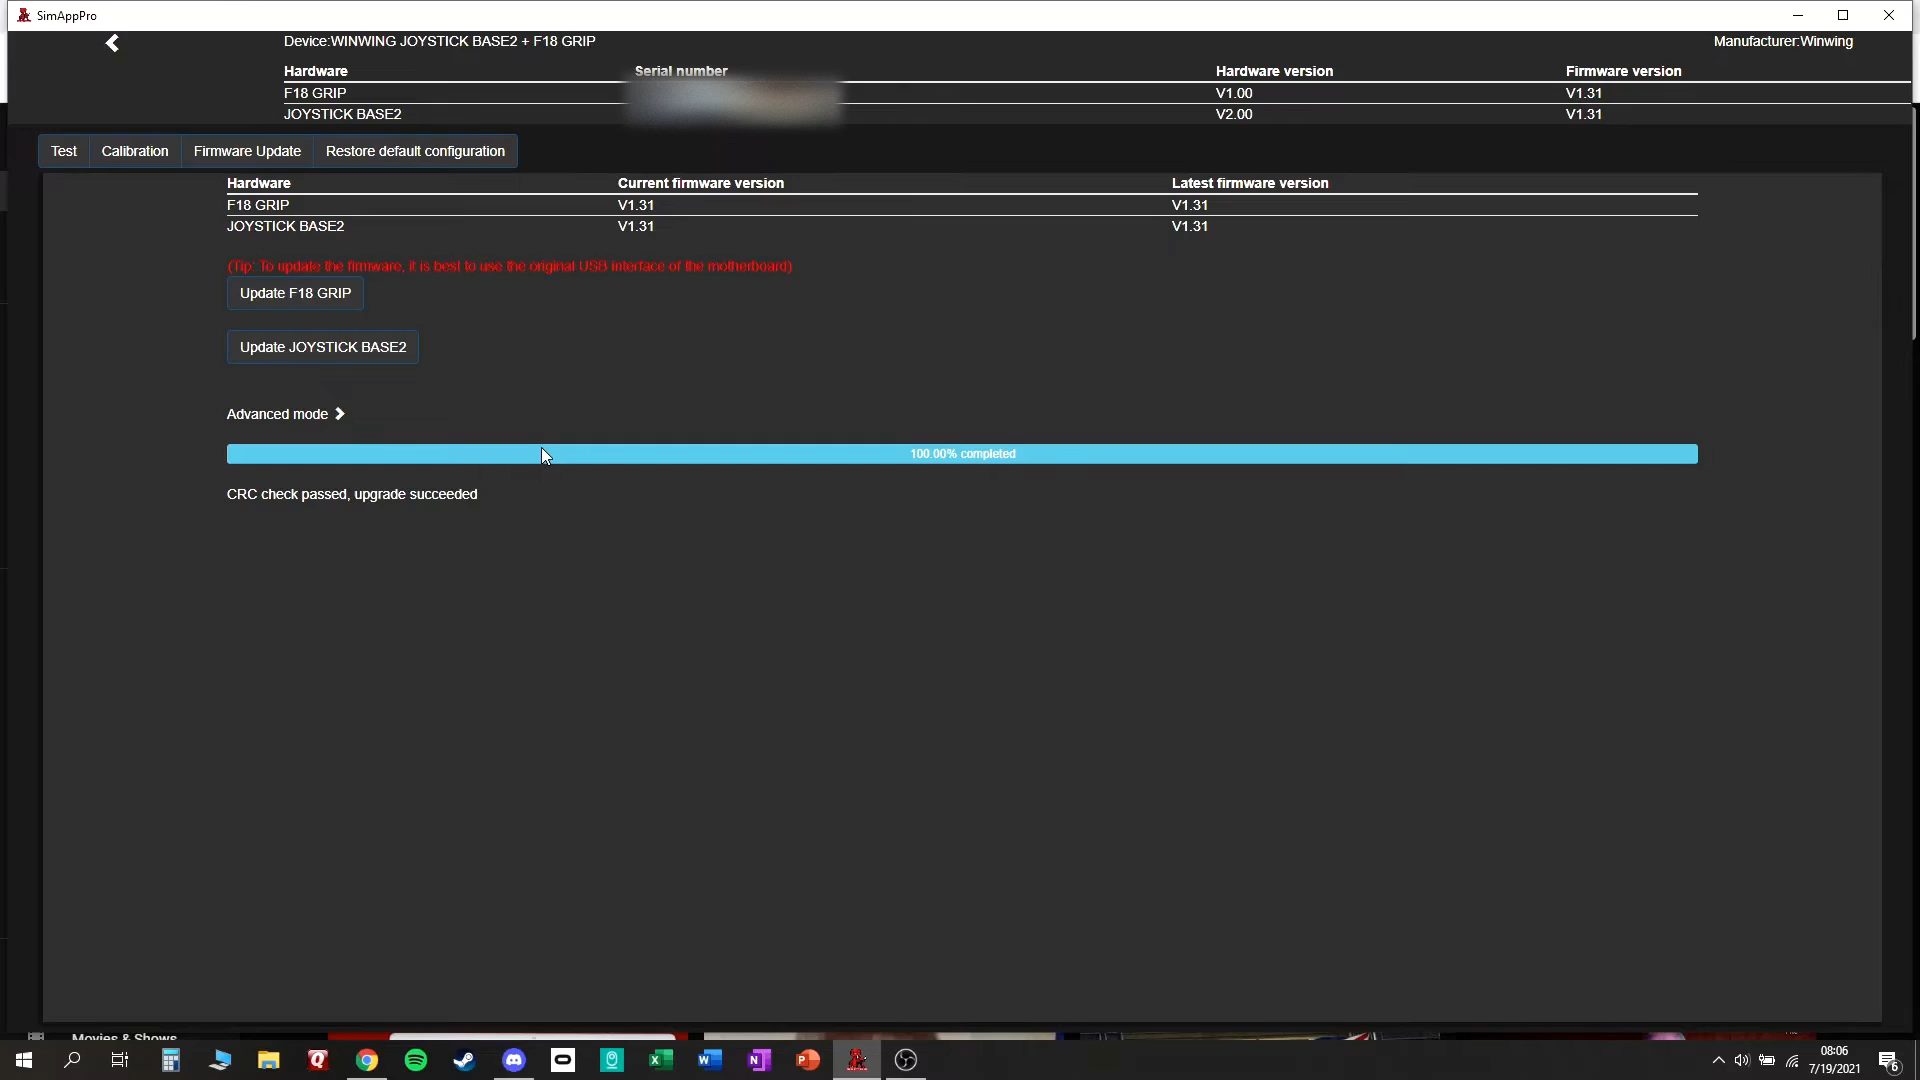 SimAppPro
Device:WINWING JOYSTICK BASE2 + F18 GRIP
Manufacturer:Winwing
Hardware Serial number Hardware version Firmware version
F18 GRIP V1.00 V1.31
JOYSTICK BASE2 V2.00 V1.31
Test Calibration Firmware Update Restore default configuration
Hardware Current firmware version Latest firmware version
F18 GRIP V1.31 V1.31
JOYSTICK BASE2 V1.31 V1.31
(Tip: To update the firmware, it is best to use the original USB interface of the motherboard)
Update F18 GRIP
Update JOYSTICK BASE2
Advanced mode
100.00% completed
CRC check passed, upgrade succeeded
Movies & Shows
08:06
7/19/2021
6